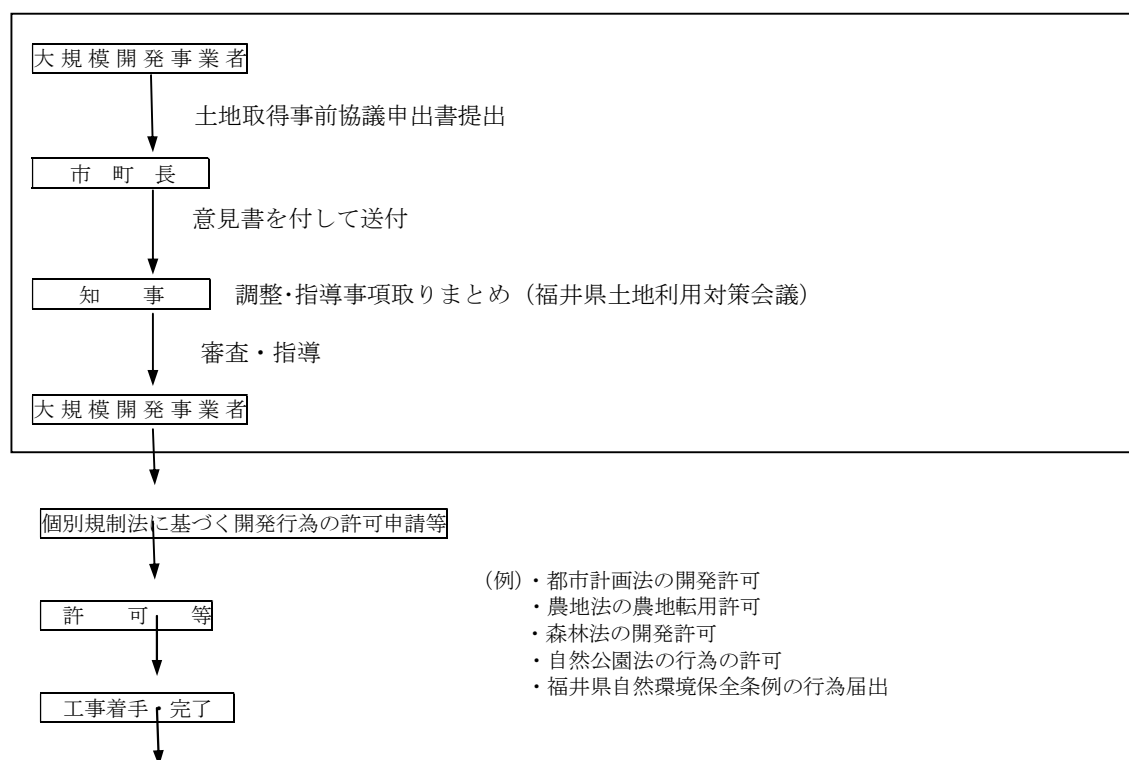 大規模開発事業者
土地取得事前協議申出書提出
市　町　長
意見書を付して送付
知　　事　調整・指導事項取りまとめ（福井県土地利用対策会議）
審査・指導
大規模開発事業者
個別規制法に基づく開発行為の許可申請等
（例）・都市計画法の開発許可
・農地法の農地転用許可
許　可　等
・森林法の開発許可
・自然公園法の行為の許可
・福井県自然環境保全条例の行為届出
工事着手・完了